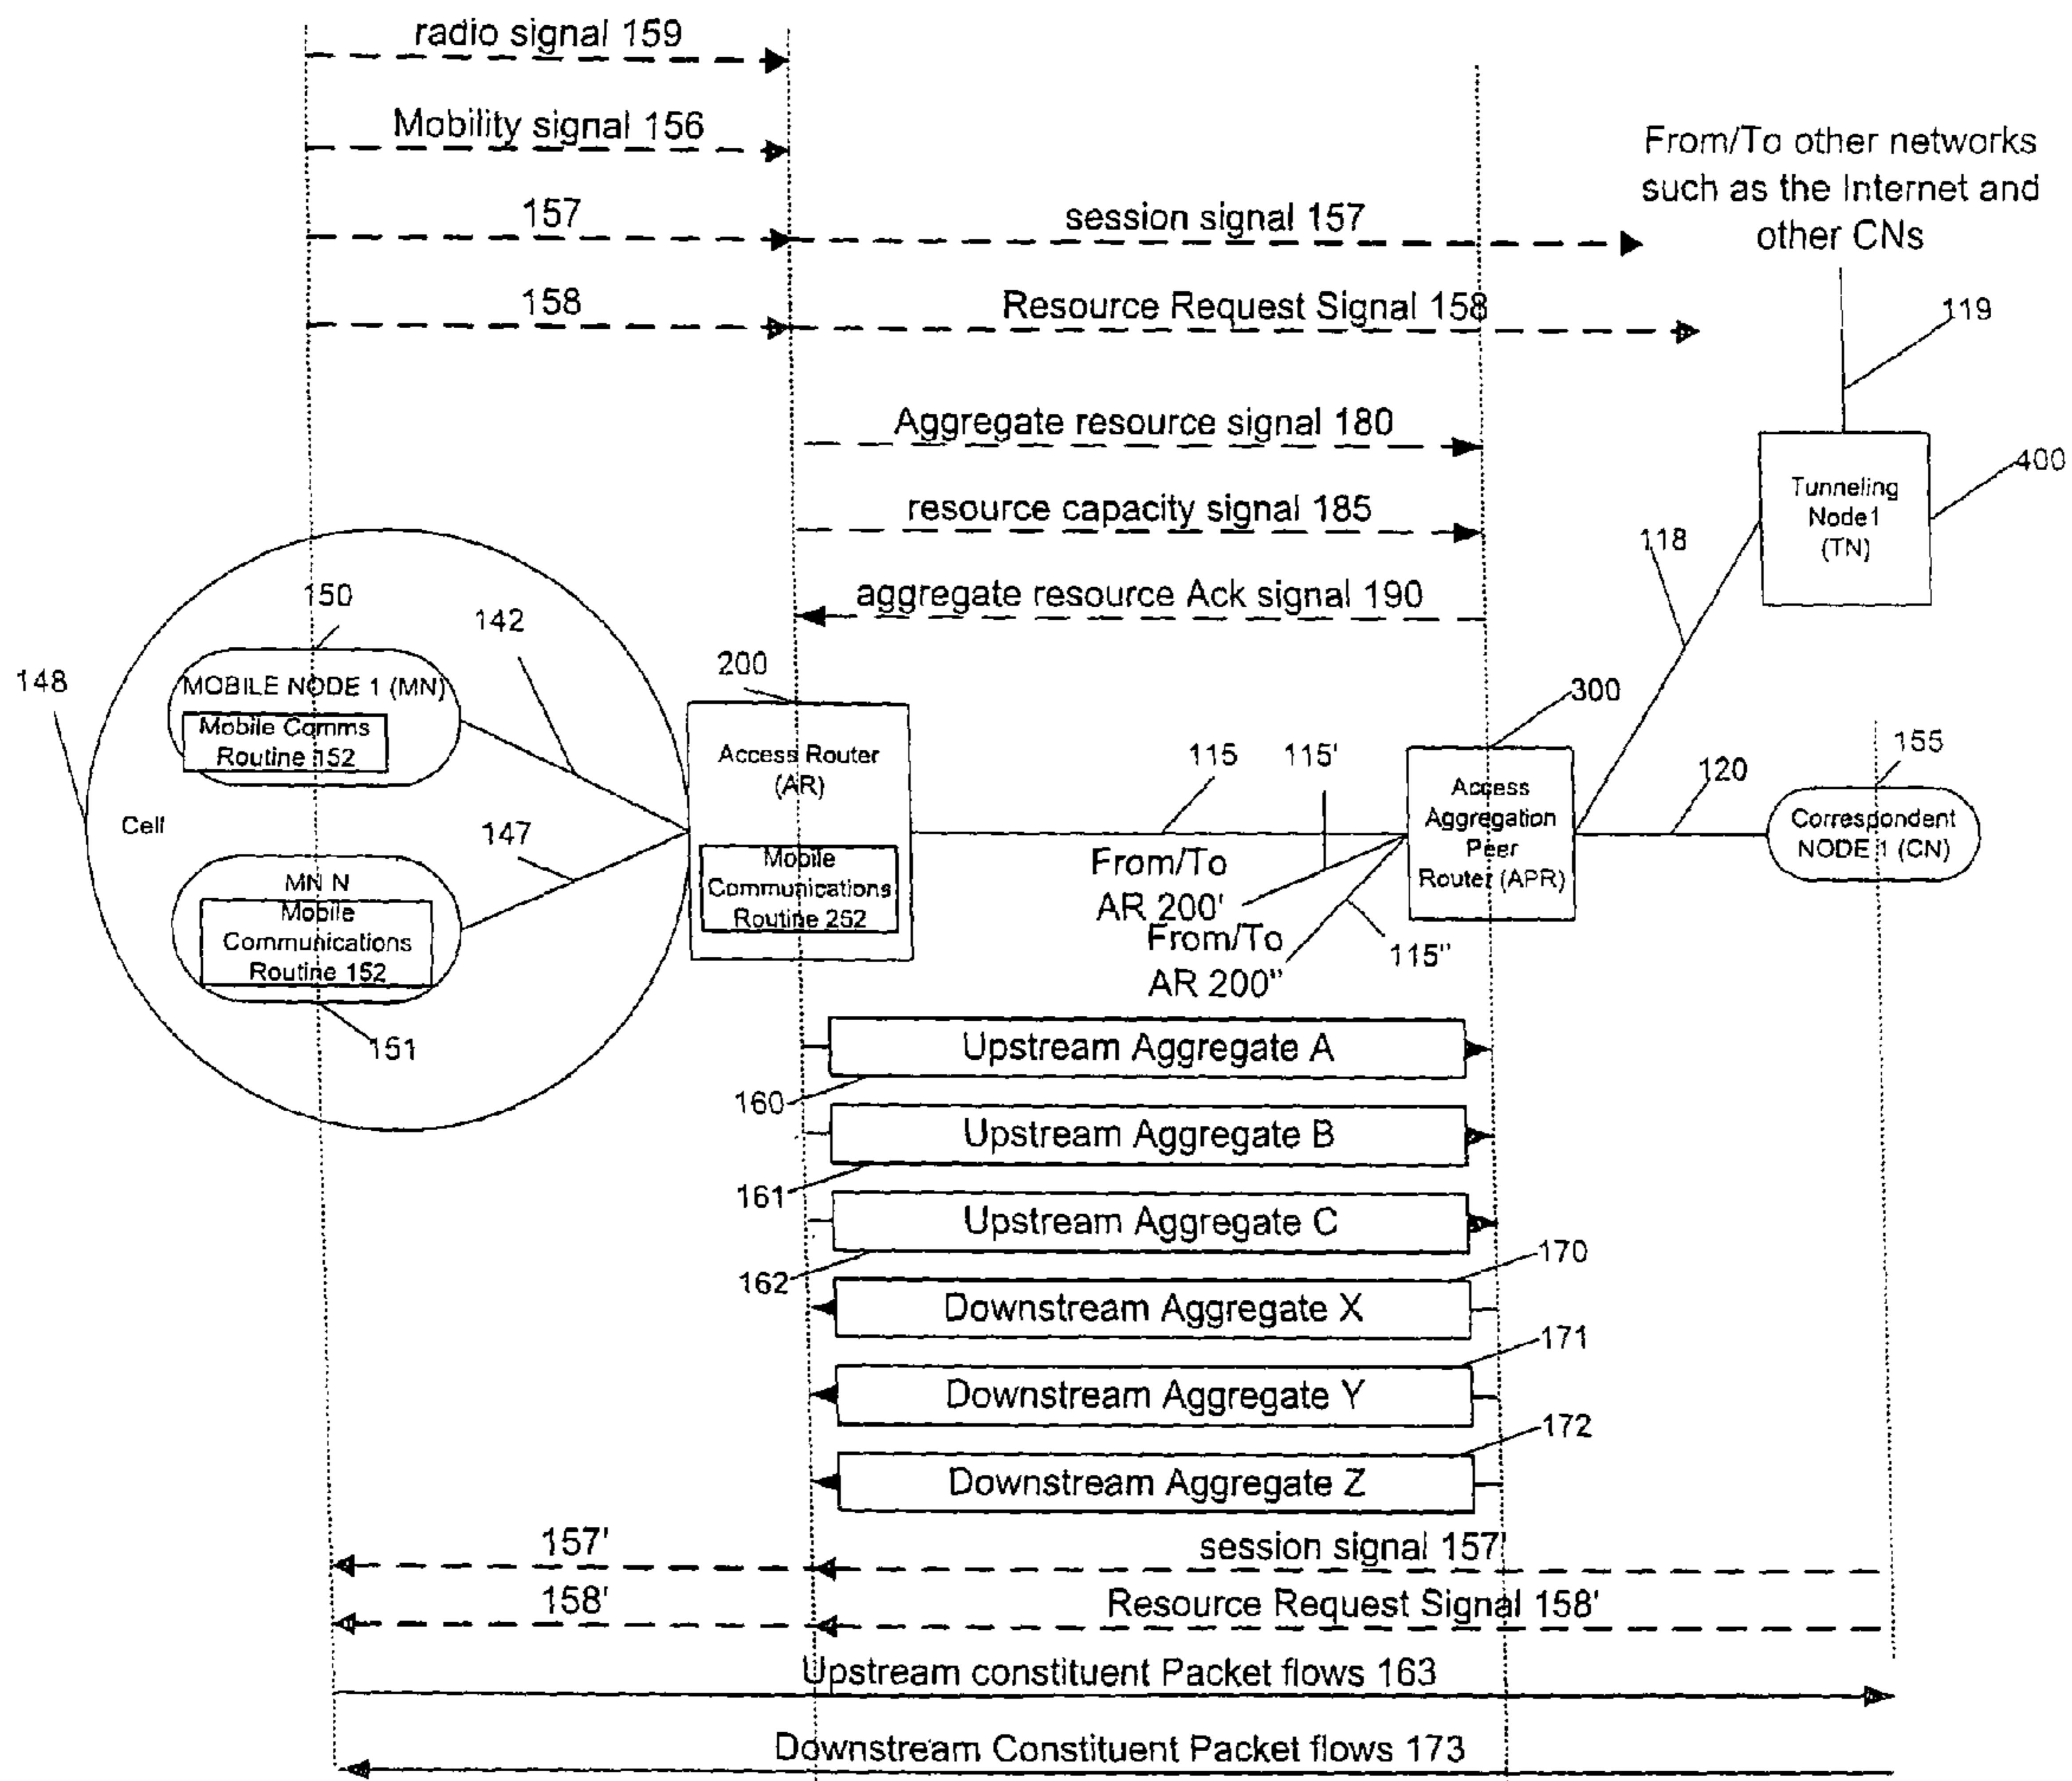 radio signal 159
Mobility signal 156
157
session signal 157
158
Resource Request Signal 158
From/To other networks
such as the Internet and
other CNs
119
Aggregate resource signal 180
resource capacity signal 185
aggregate resource Ack signal 190
Tunneling
Node1
(TN)
400
118
148
150
142
MOBILE NODE 1 (MN)
Mobile Comms
Routine 152
Cell
147
MN N
Mobile
Communications
Routine 152
151
200
Access Router
(AR)
Mobile
Communications
Routine 252
115
115'
From/To
AR 200'
From/To
AR 200"
115"
300
Access
Aggregation
Peer
Router (APR)
120
155
Correspondent
NODE 1 (CN)
Upstream Aggregate A
160
Upstream Aggregate B
161
Upstream Aggregate C
162
170
Downstream Aggregate X
171
Downstream Aggregate Y
172
Downstream Aggregate Z
157'
session signal 157'
158'
Resource Request Signal 158'
Upstream constituent Packet flows 163
Downstream Constituent Packet flows 173